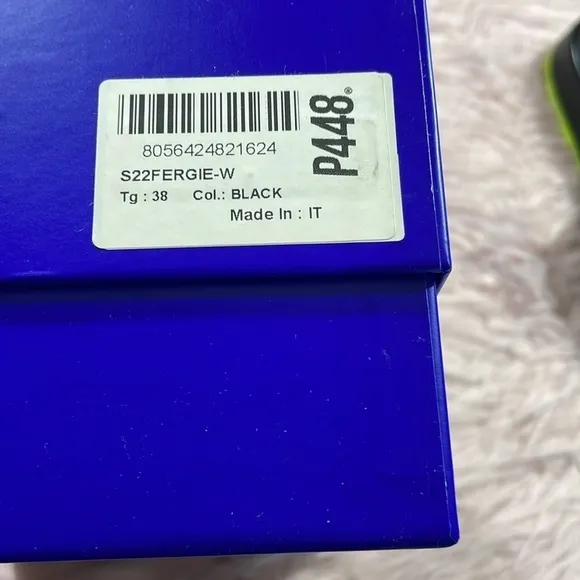 8056424821624
S22FERGIE-W
Tg : 38 Col.: BLACK
Made In : IT
P448®